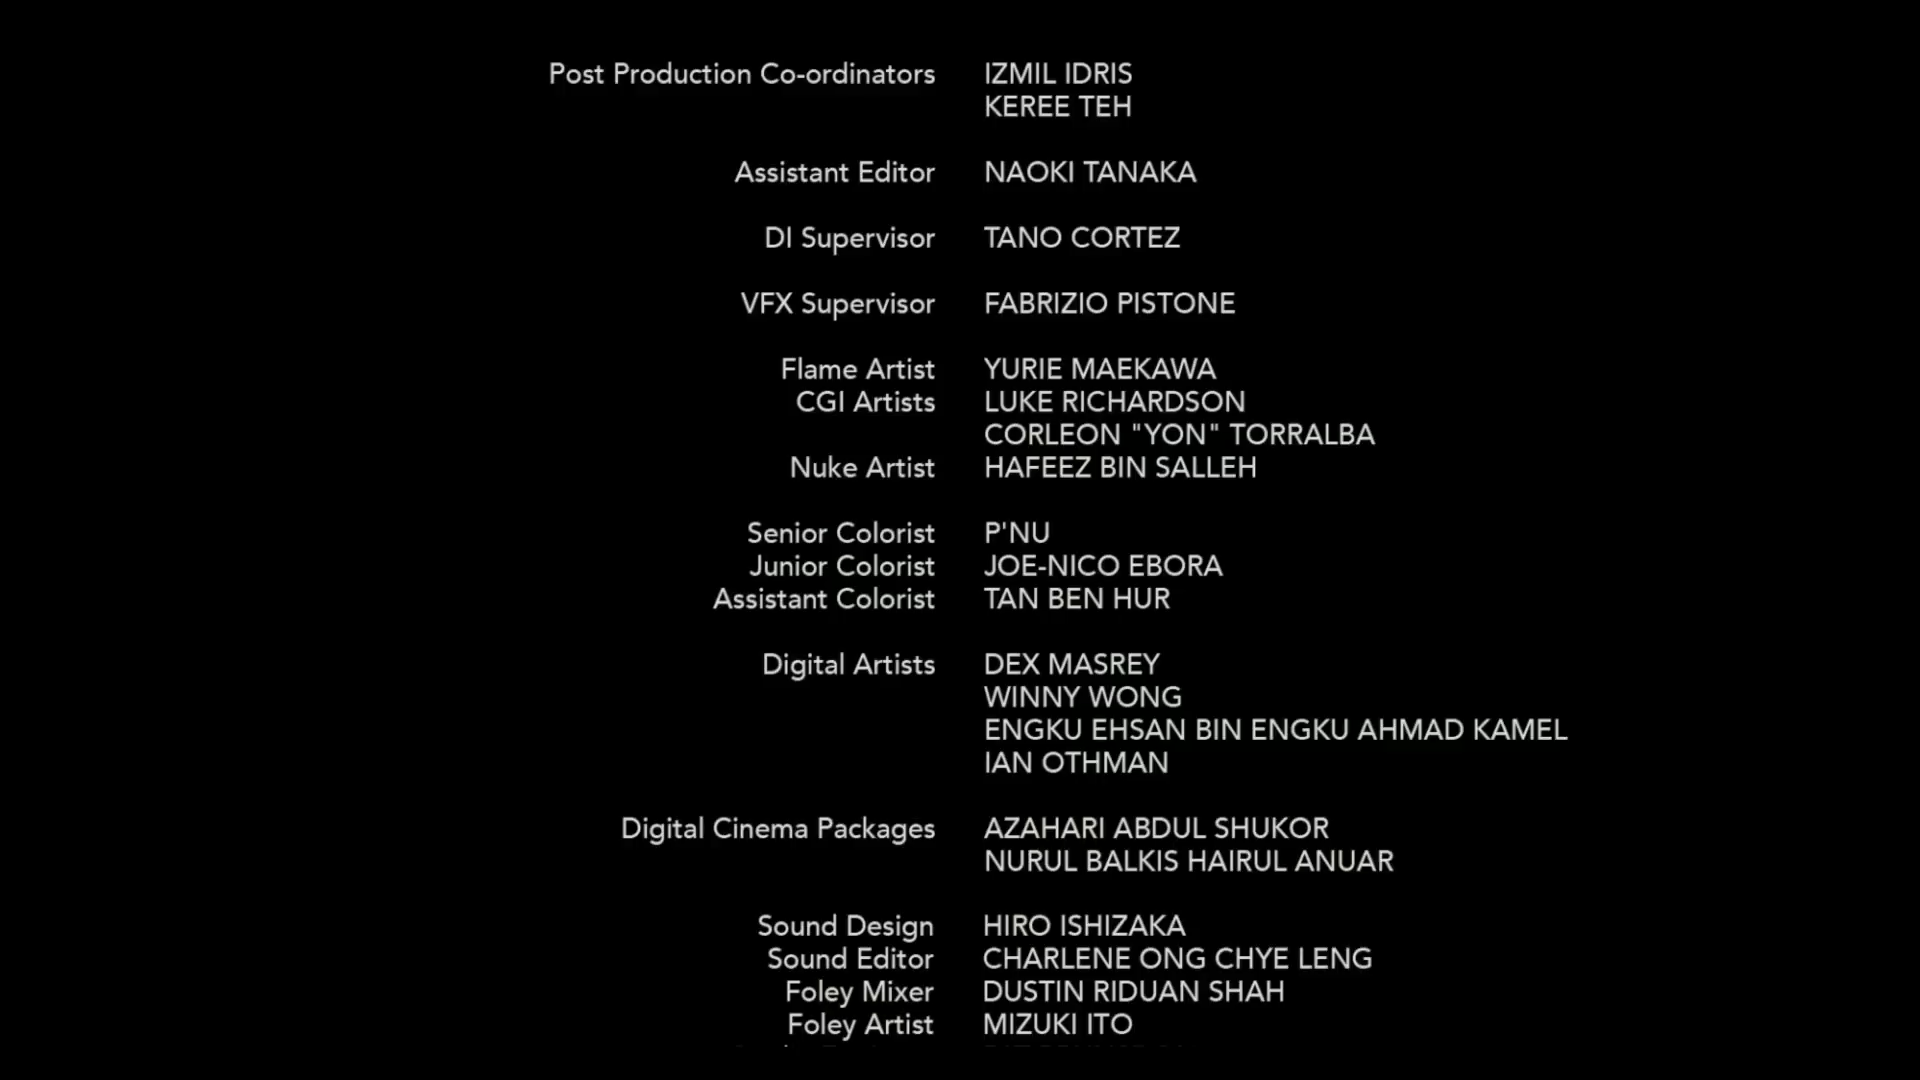 Post Production Co-ordinators IZMIL IDRIS
KEREE TEH
Assistant Editor NAOKI TANAKA
DI Supervisor TANO CORTEZ
VFX Supervisor FABRIZIO PISTONE
Flame Artist YURIE MAEKAWA
CGI Artists LUKE RICHARDSON
CORLEON "YON" TORRALBA
Nuke Artist HAFEEZ BIN SALLEH
Senior Colorist P'NU
Junior Colorist JOE-NICO EBORA
Assistant Colorist TAN BEN HUR
Digital Artists DEX MASREY
WINNY WONG
ENGKU EHSAN BIN ENGKU AHMAD KAMEL
IAN OTHMAN
Digital Cinema Packages AZAHARI ABDUL SHUKOR
NURUL BALKIS HAIRUL ANUAR
Sound Design HIRO ISHIZAKA
Sound Editor CHARLENE ONG CHYE LENG
Foley Mixer DUSTIN RIDUAN SHAH
Foley Artist MIZUKI ITO